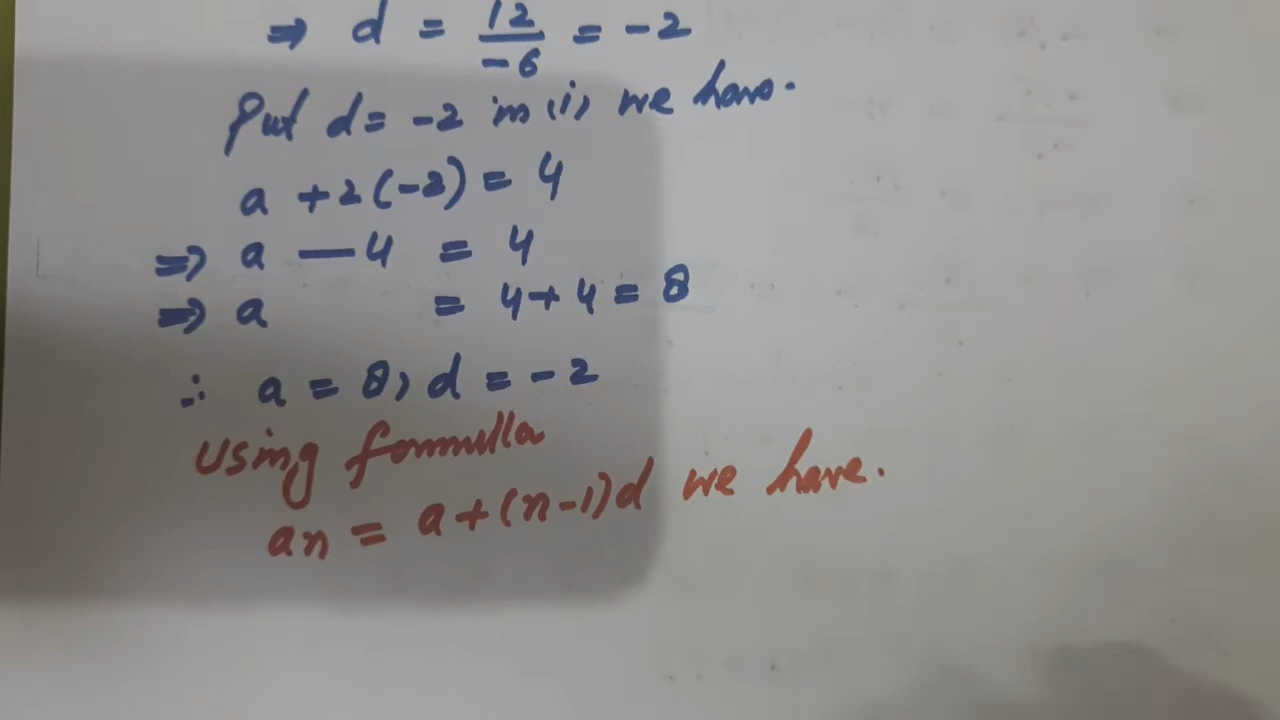 ⇒ d = 12/-6 = -2
Put d = -2 in (i) we have.
a + 2(-2) = 4
⇒ a — 4 = 4
⇒ a = 4 + 4 = 8
∴ a = 8, d = -2
Using formulla
an = a + (n-1)d we have.